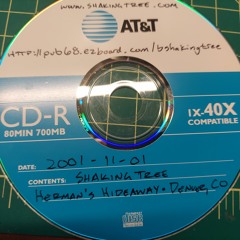 www.shakingtree.com
AT&T
http://pub68.ezboard.com/bshakingtree
CD-R
80MIN 700MB
1X-40X
COMPATIBLE
DATE: 2001-11-01
CONTENTS: SHAKING TREE
HERMAN'S HIDEAWAY • DENVER, CO